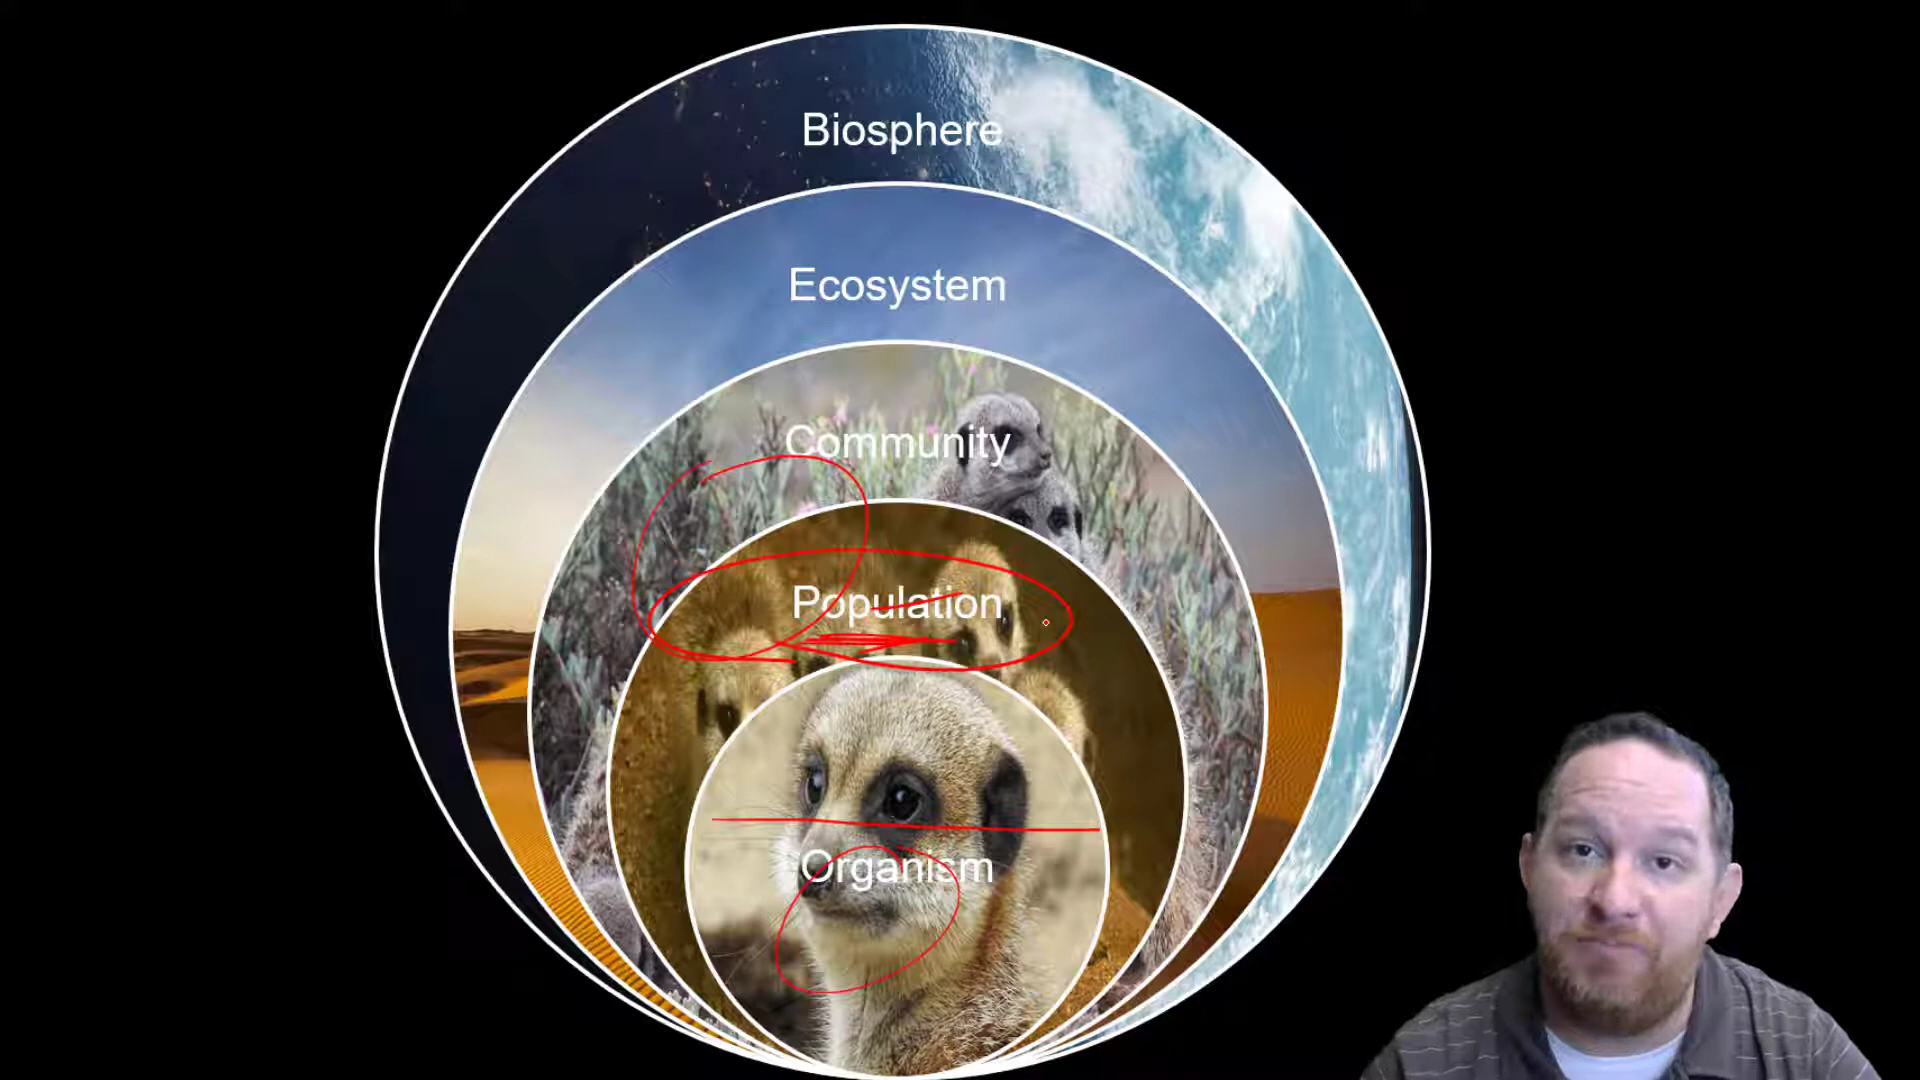 Biosphere
Ecosystem
Community
Population
Organism